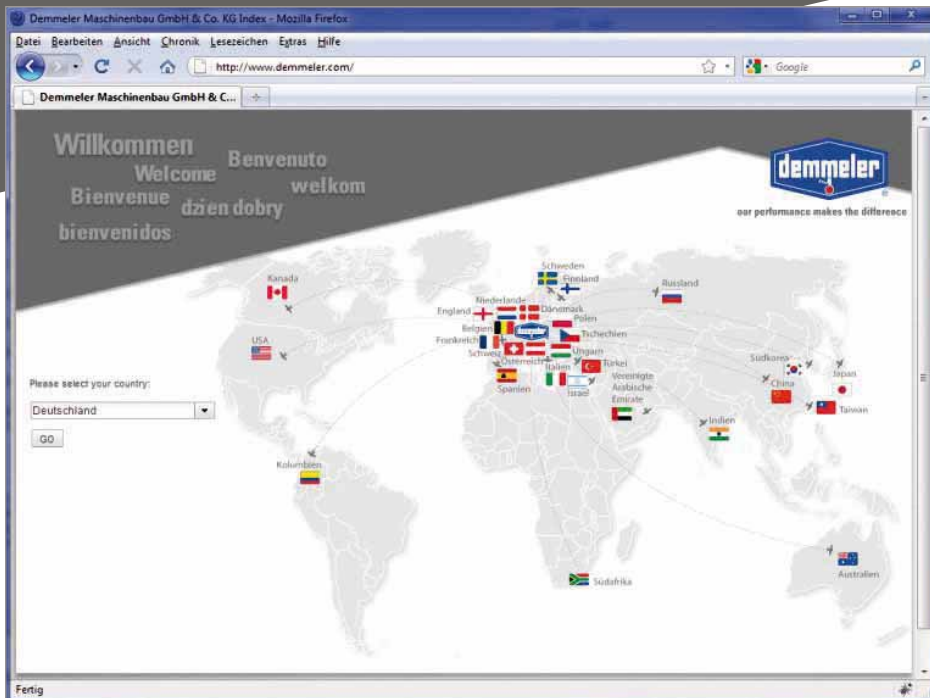 Demmeler Maschinenbau GmbH & Co. KG Index - Mozilla Firefox
Datei Bearbeiten Ansicht Chronik Lesezeichen Extras Hilfe
http://www.demmeler.com/
Google
Demmeler Maschinenbau GmbH & C...
Willkommen
Welcome
Benvenuto
Bienvenue
welkom
dzien dobry
bienvenidos
demmeler
®
our performance makes the difference
Kanada
USA
Kolumbien
Schweden
Finnland
Russland
Niederlande
Dänemark
England
Polen
Belgien
demmeler
Tschechien
Frankreich
Schweiz
Österreich
Ungarn
Italien
Türkei
Spanien
Israel
Vereinigte
Arabische
Emirate
Indien
Südkorea
China
Japan
Taiwan
Südafrika
Australien
Please select your country:
Deutschland
GO
Fertig